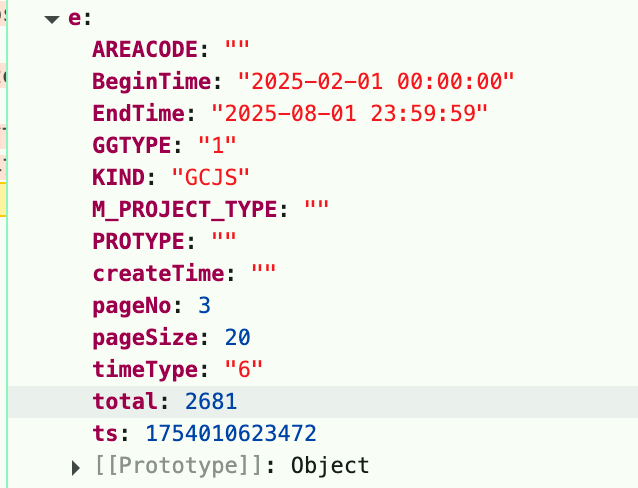 e:
AREACODE: ""
BeginTime: "2025-02-01 00:00:00"
EndTime: "2025-08-01 23:59:59"
GGTYPE: "1"
KIND: "GCJS"
M_PROJECT_TYPE: ""
PROTYPE: ""
createTime: ""
pageNo: 3
pageSize: 20
timeType: "6"
total: 2681
ts: 1754010623472
[[Prototype]]: Object